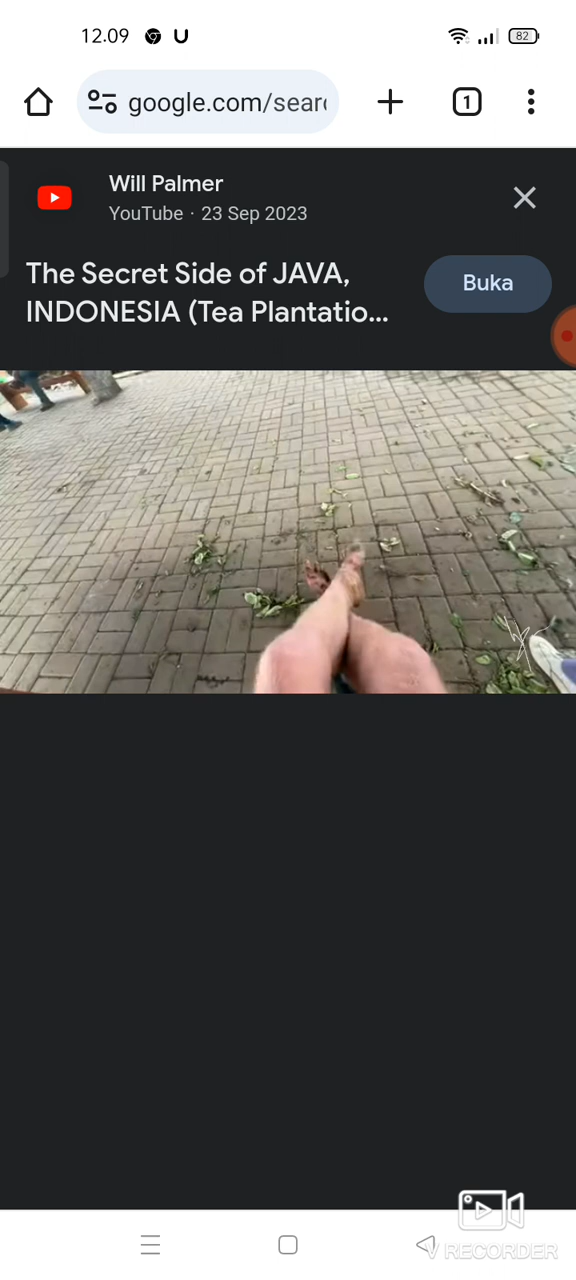 12.09
82
google.com/sear
1
Will Palmer
YouTube · 23 Sep 2023
The Secret Side of JAVA,
INDONESIA (Tea Plantatio...
Buka
V RECORDER